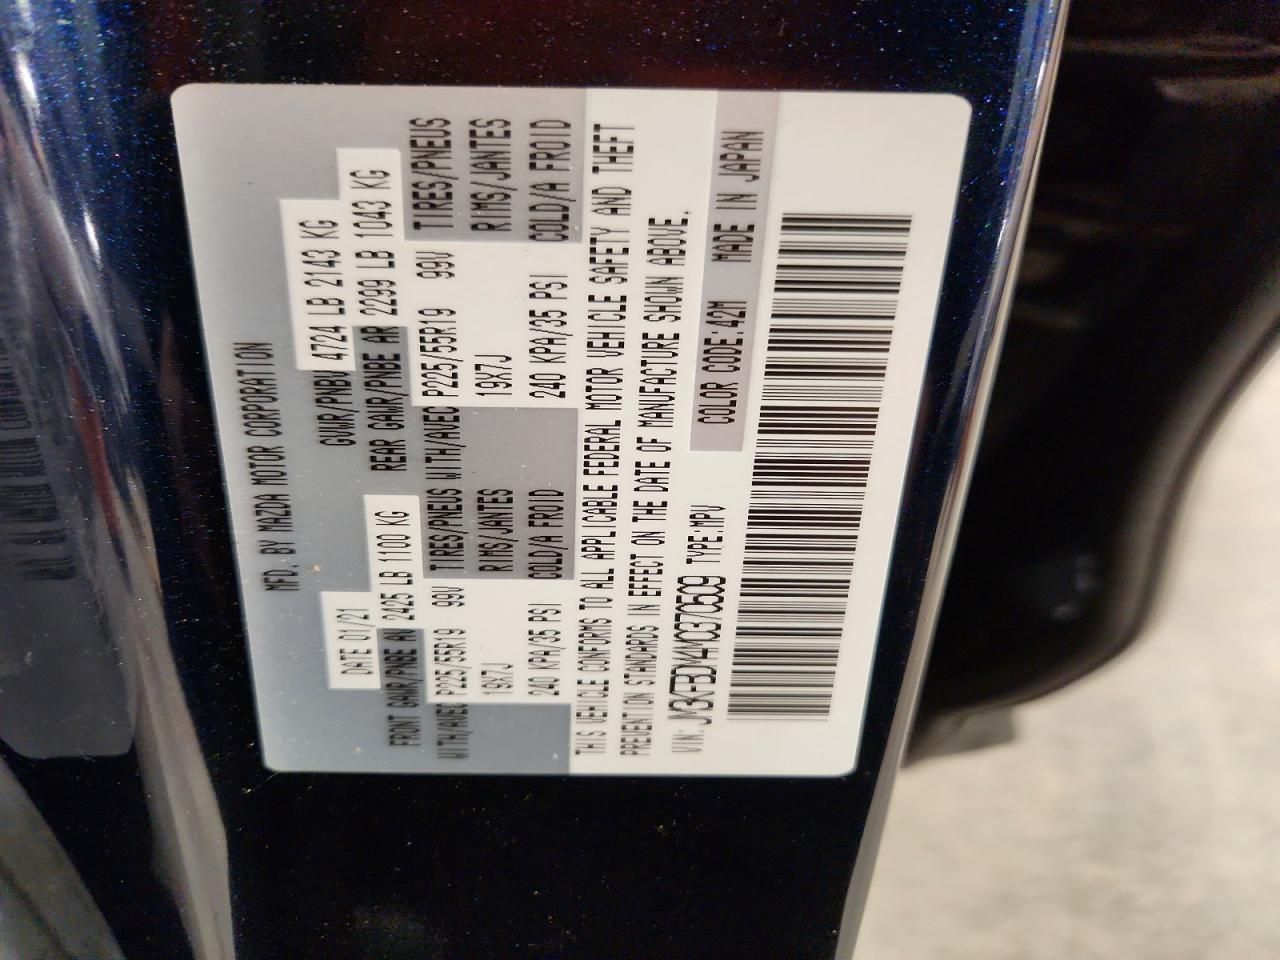 MFD. BY MAZDA MOTOR CORPORATION
DATE 01/21 GVWR/PNBV 4724 LB 2143 KG
FRONT GAWR/PNBE AV 2425 LB 1100 KG REAR GAWR/PNBE AR 2299 LB 1043 KG
WITH/AVEC P225/55R19 99V TIRES/PNEUS WITH/AVEC P225/55R19 99V TIRES/PNEUS
19X7J RIMS/JANTES 19X7J RIMS/JANTES
240 KPA/35 PSI COLD/A FROID 240 KPA/35 PSI COLD/A FROID
THIS VEHICLE CONFORMS TO ALL APPLICABLE FEDERAL MOTOR VEHICLE SAFETY AND THEFT
PREVENTION STANDARDS IN EFFECT ON THE DATE OF MANUFACTURE SHOWN ABOVE.
VIN: TYPE:MPV
COLOR CODE:42M MADE IN JAPAN